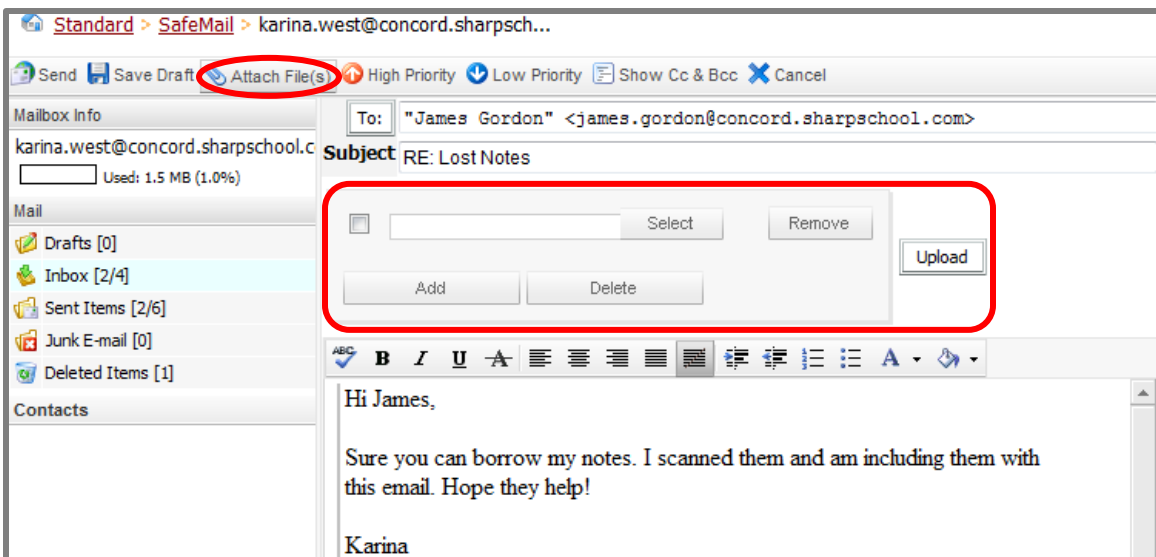 Standard > SafeMail > karina.west@concord.sharpsch...
Send Save Draft Attach File(s) High Priority Low Priority Show Cc & Bcc Cancel
Mailbox Info
karina.west@concord.sharpschool.c
Used: 1.5 MB (1.0%)
Mail
Drafts [0]
Inbox [2/4]
Sent Items [2/6]
Junk E-mail [0]
Deleted Items [1]
Contacts
To: "James Gordon" <james.gordon@concord.sharpschool.com>
Subject RE: Lost Notes
Select Remove
Upload
Add Delete
ABC B I U A A
Hi James,
Sure you can borrow my notes. I scanned them and am including them with
this email. Hope they help!
Karina